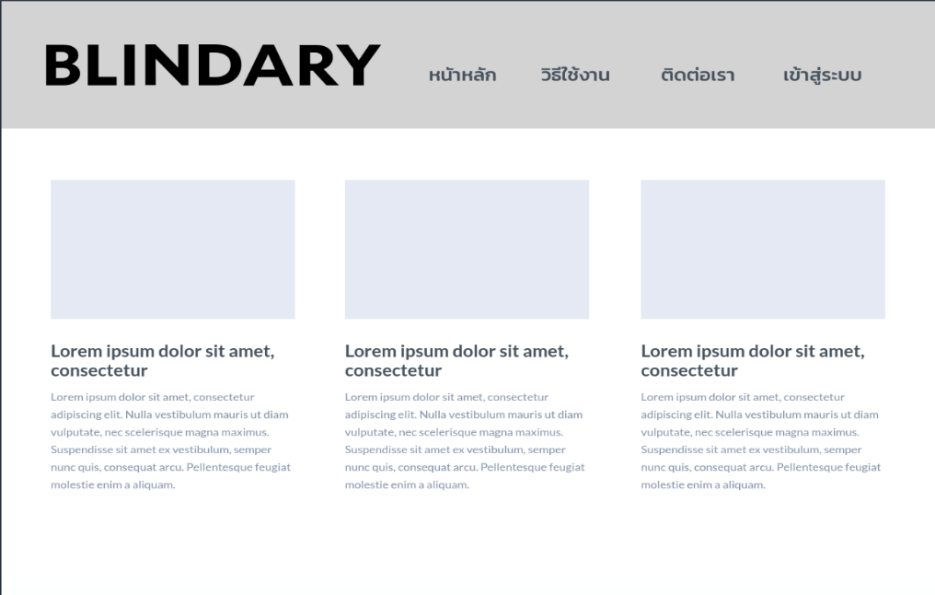 BLINDARY
หน้าหลัก วิธีใช้งาน ติดต่อเรา เข้าสู่ระบบ
Lorem ipsum dolor sit amet,
consectetur
Lorem ipsum dolor sit amet, consectetur
adipiscing elit. Nulla vestibulum mauris ut diam
vulputate, nec scelerisque magna maximus.
Suspendisse sit amet ex vestibulum, semper
nunc quis, consequat arcu. Pellentesque feugiat
molestie enim a aliquam.
Lorem ipsum dolor sit amet,
consectetur
Lorem ipsum dolor sit amet, consectetur
adipiscing elit. Nulla vestibulum mauris ut diam
vulputate, nec scelerisque magna maximus.
Suspendisse sit amet ex vestibulum, semper
nunc quis, consequat arcu. Pellentesque feugiat
molestie enim a aliquam.
Lorem ipsum dolor sit amet,
consectetur
Lorem ipsum dolor sit amet, consectetur
adipiscing elit. Nulla vestibulum mauris ut diam
vulputate, nec scelerisque magna maximus.
Suspendisse sit amet ex vestibulum, semper
nunc quis, consequat arcu. Pellentesque feugiat
molestie enim a aliquam.